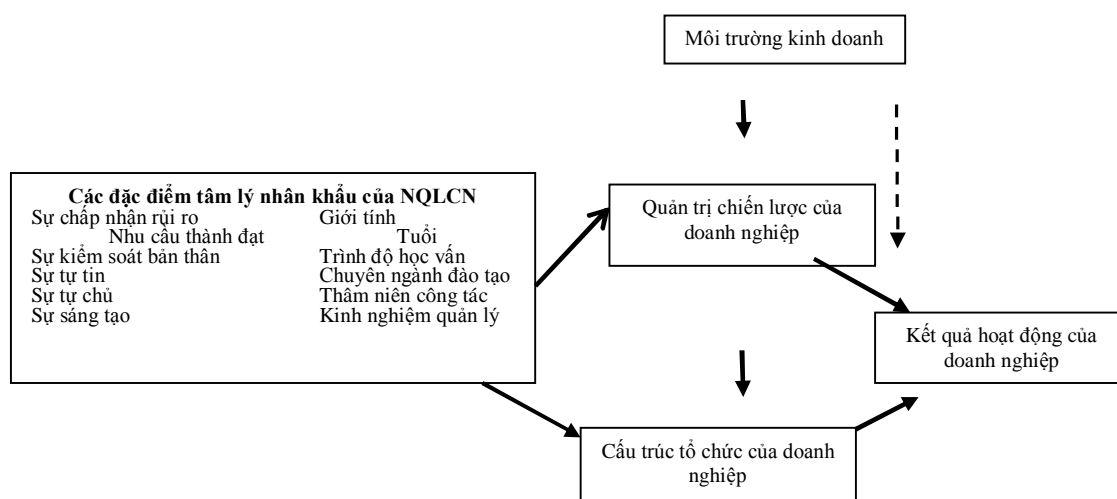 Môi trường kinh doanh
Các đặc điểm tâm lý nhân khẩu của NQLCN
Sự chấp nhận rủi ro Giới tính
Nhu cầu thành đạt Tuổi
Sự kiểm soát bản thân Trình độ học vấn
Sự tự tin Chuyên ngành đào tạo
Sự tự chủ Thâm niên công tác
Sự sáng tạo Kinh nghiệm quản lý
Quản trị chiến lược của
doanh nghiệp
Kết quả hoạt động của
doanh nghiệp
Cấu trúc tổ chức của doanh
nghiệp